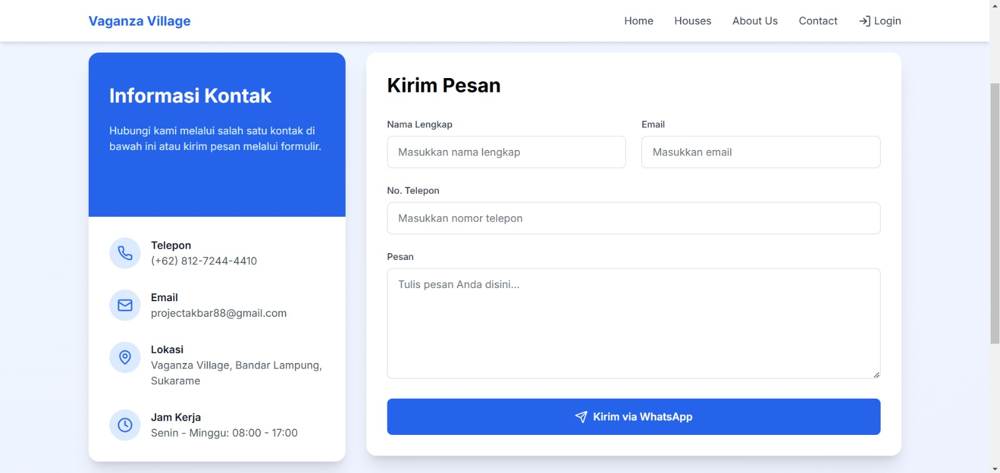 Vaganza Village
Home
Houses
About Us
Contact
Login
Informasi Kontak
Hubungi kami melalui salah satu kontak di
bawah ini atau kirim pesan melalui formulir.
Telepon
(+62) 812-7244-4410
Email
projectakbar88@gmail.com
Lokasi
Vaganza Village, Bandar Lampung,
Sukarame
Jam Kerja
Senin - Minggu: 08:00 - 17:00
Kirim Pesan
Nama Lengkap
Masukkan nama lengkap
Email
Masukkan email
No. Telepon
Masukkan nomor telepon
Pesan
Tulis pesan Anda disini...
Kirim via WhatsApp